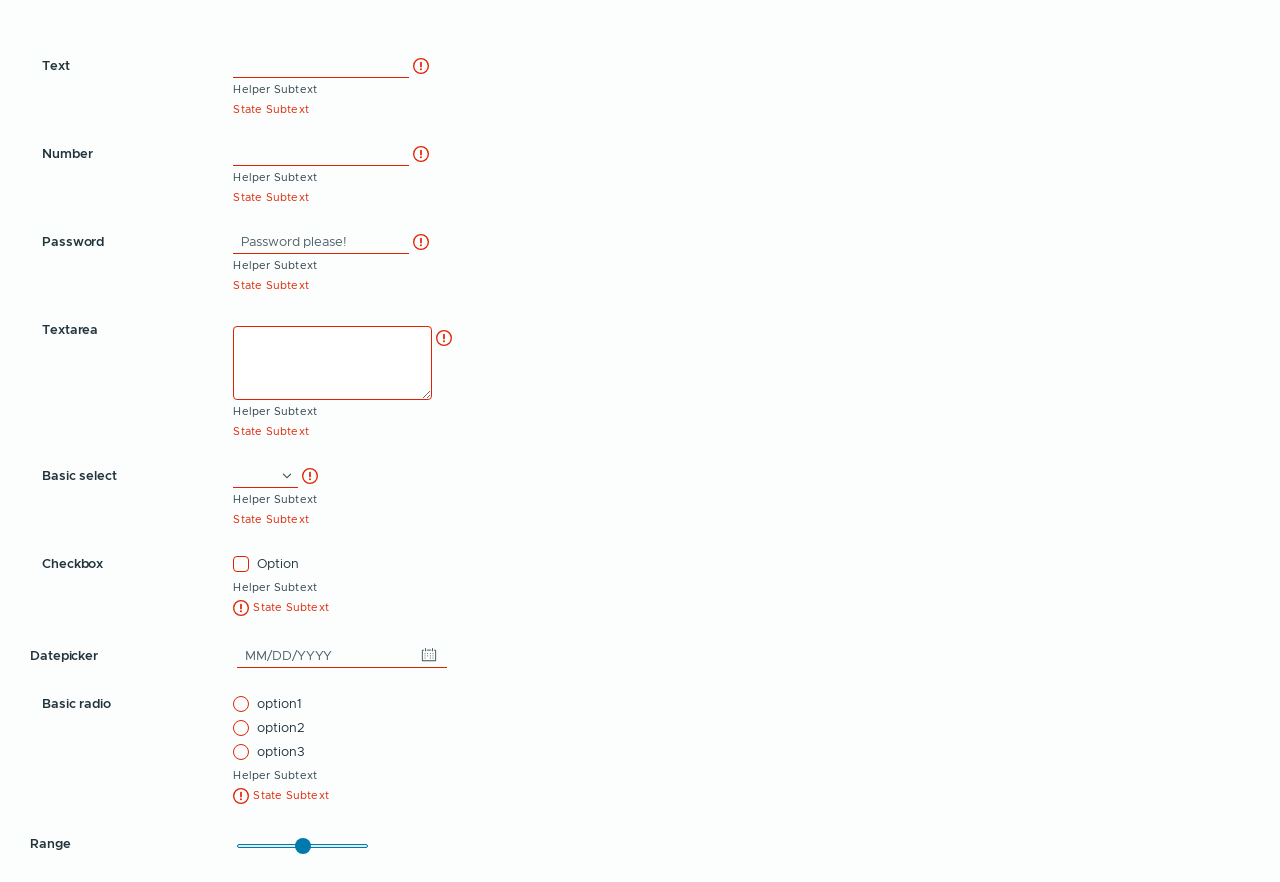 Text
Helper Subtext
State Subtext
Number
Helper Subtext
State Subtext
Password Password please!
Helper Subtext
State Subtext
Textarea
Helper Subtext
State Subtext
Basic select
Helper Subtext
State Subtext
Checkbox Option
Helper Subtext
State Subtext
Datepicker MM/DD/YYYY
Basic radio option1
option2
option3
Helper Subtext
State Subtext
Range